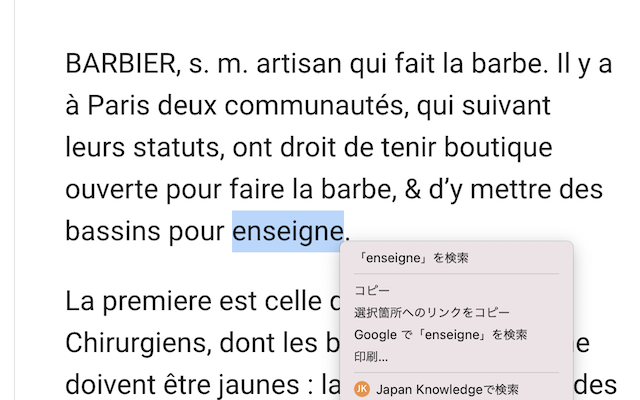 BARBIER, s. m. artisan qui fait la barbe. Il y a
à Paris deux communautés, qui suivant
leurs statuts, ont droit de tenir boutique
ouverte pour faire la barbe, & d’y mettre des
bassins pour enseigne.
「enseigne」を検索
コピー
選択箇所へのリンクをコピー
Google で「enseigne」を検索
印刷...
JK Japan Knowledgeで検索
La premiere est celle
Chirurgiens, dont les
doivent être jaunes : la des